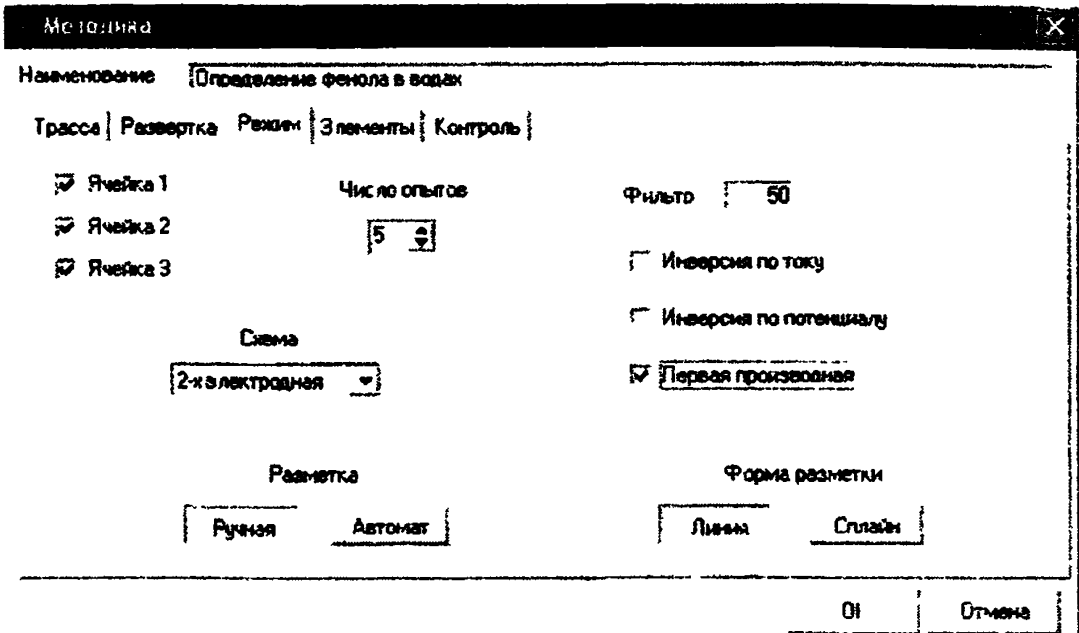 Методика
Наименование Определение фенола в водах
Трасса Развертка Режим Элементы Контроль
Ячейка 1
Ячейка 2
Ячейка 3
Число опытов
5
Фильтр 50
Инверсия по току
Инверсия по потенциалу
Первая производная
Схема
2-х электродная
Разметка
Ручная Автомат
Форма разметки
Линия Сплайн
Отмена